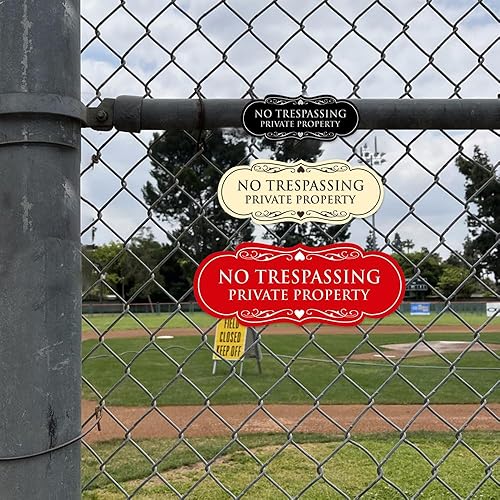 NO TRESPASSING
PRIVATE PROPERTY
NO TRESPASSING
PRIVATE PROPERTY
NO TRESPASSING
PRIVATE PROPERTY
FIELD
CLOSED
KEEP OFF